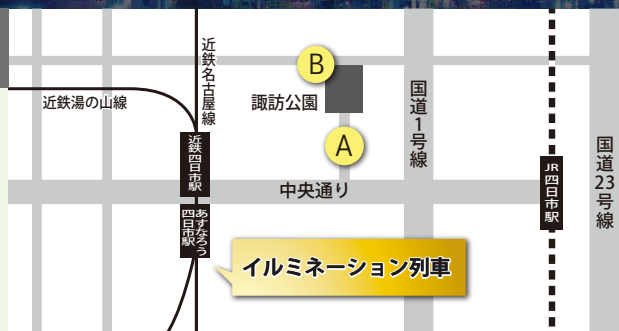 近鉄名古屋線
近鉄湯の山線
B
諏訪公園
A
国道1号線
国道23号線
近鉄四日市駅
JR四日市駅
中央通り
あすなろう
四日市駅
イルミネーション列車